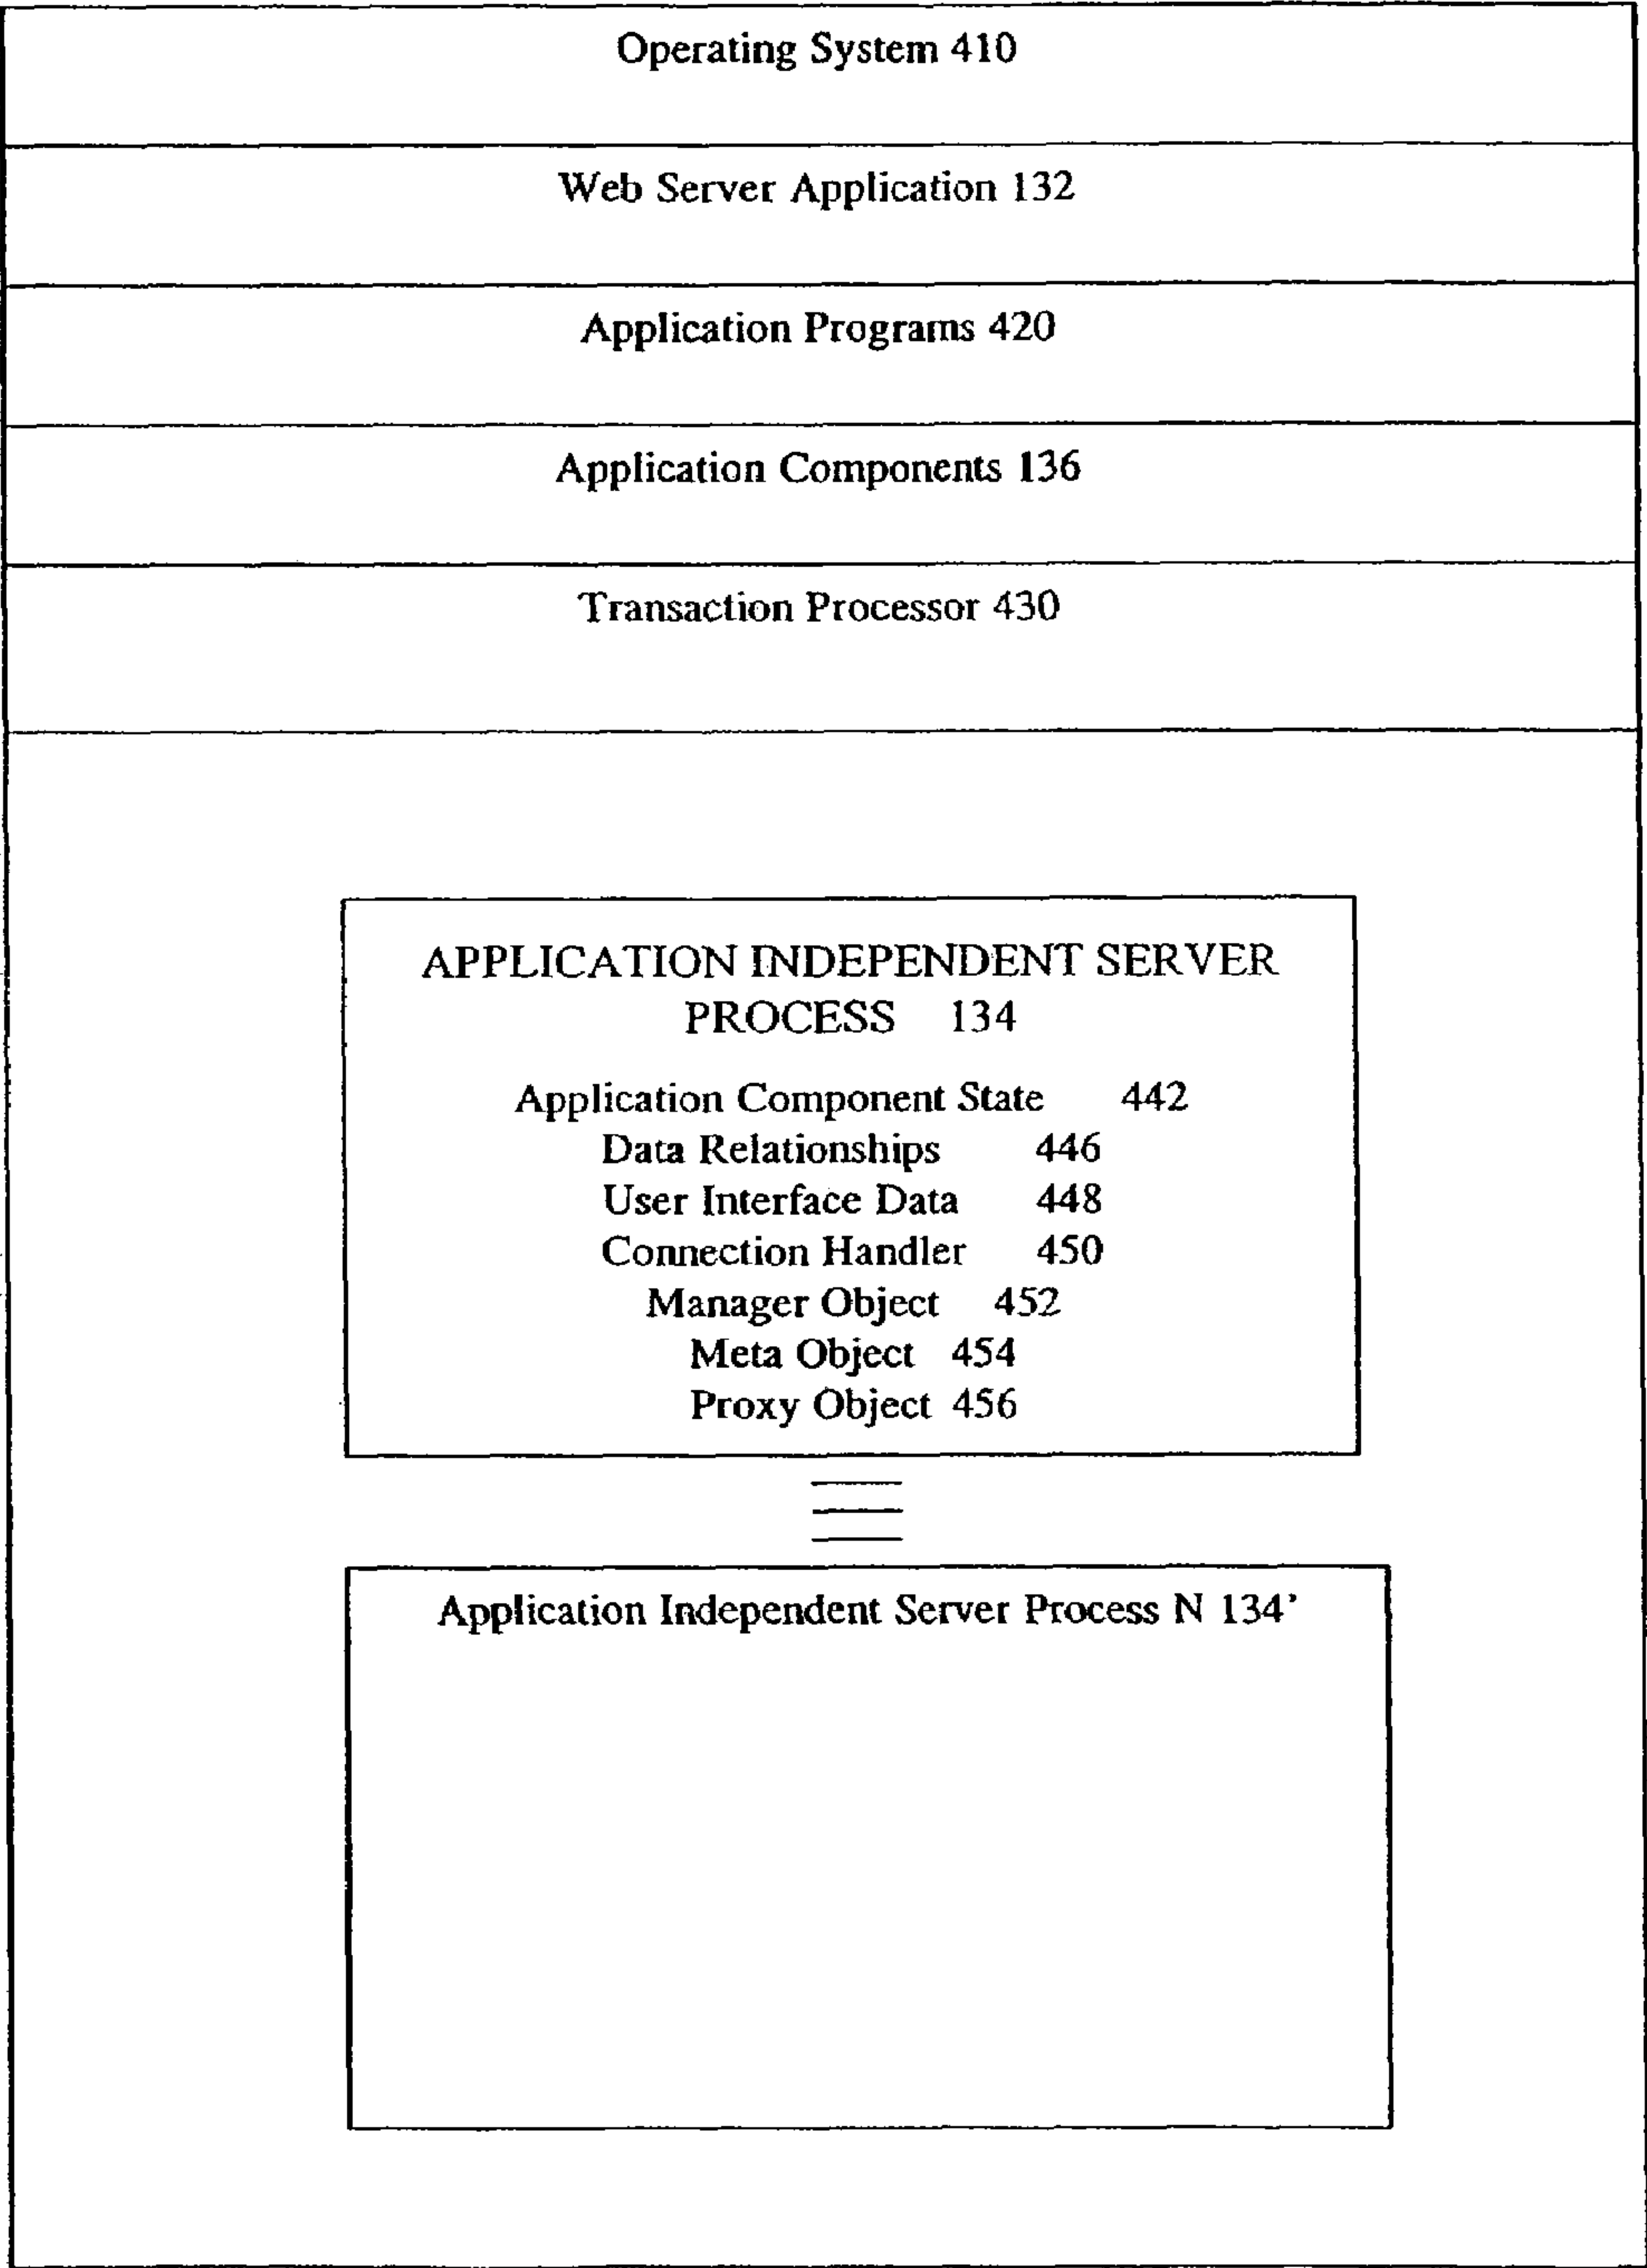 Operating System 410
Web Server Application 132
Application Programs 420
Application Components 136
Transaction Processor 430
APPLICATION INDEPENDENT SERVER
PROCESS 134
Application Component State 442
Data Relationships 446
User Interface Data 448
Connection Handler 450
Manager Object 452
Meta Object 454
Proxy Object 456
Application Independent Server Process N 134'